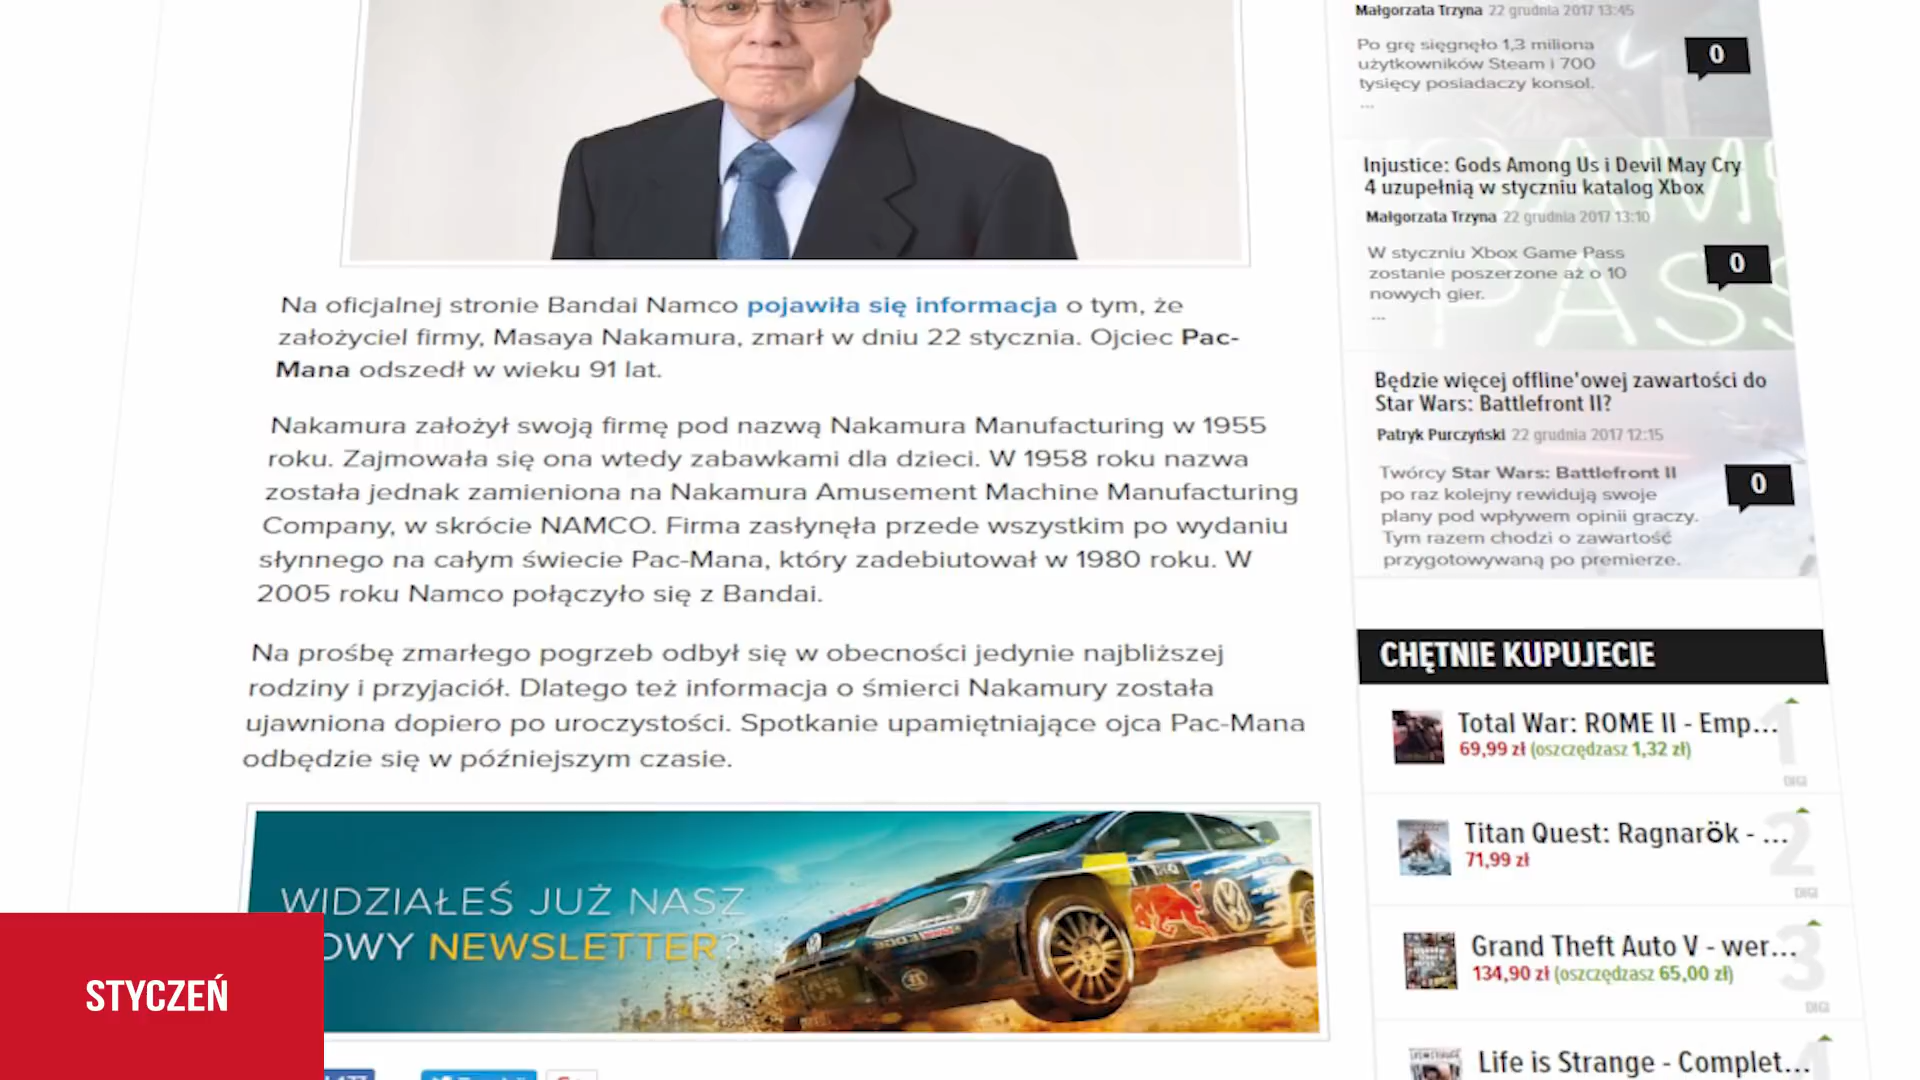 Na oficjalnej stronie Bandai Namco pojawiła się informacja o tym, że
założyciel firmy, Masaya Nakamura, zmarł w dniu 22 stycznia. Ojciec Pac-
Mana odszedł w wieku 91 lat.
Nakamura założył swoją firmę pod nazwą Nakamura Manufacturing w 1955
roku. Zajmowała się ona wtedy zabawkami dla dzieci. W 1958 roku nazwa
została jednak zamieniona na Nakamura Amusement Machine Manufacturing
Company, w skrócie NAMCO. Firma zasłynęła przede wszystkim po wydaniu
słynnego na całym świecie Pac-Mana, który zadebiutował w 1980 roku. W
2005 roku Namco połączyło się z Bandai.
Na prośbę zmarłego pogrzeb odbył się w obecności jedynie najbliższej
rodziny i przyjaciół. Dlatego też informacja o śmierci Nakamury została
ujawniona dopiero po uroczystości. Spotkanie upamiętniające ojca Pac-Mana
odbędzie się w późniejszym czasie.
WIDZIAŁEŚ JUŻ NASZ
OWY NEWSLETTER?
STYCZEŃ
Małgorzata Trzyna 22 grudnia 2017 13:45
Po grę sięgnęło 1,3 miliona
użytkowników Steam i 700
tysięcy posiadaczy konsol.
...
0
Injustice: Gods Among Us i Devil May Cry
4 uzupełnią w styczniu katalog Xbox
Małgorzata Trzyna 22 grudnia 2017 13:10
W styczniu Xbox Game Pass
zostanie poszerzone aż o 10
nowych gier.
...
0
PASS
Będzie więcej offline'owej zawartości do
Star Wars: Battlefront II?
Patryk Purczyński 22 grudnia 2017 12:15
Twórcy Star Wars: Battlefront II
po raz kolejny rewidują swoje
plany pod wpływem opinii graczy.
Tym razem chodzi o zawartość
przygotowywaną po premierze.
0
CHĘTNIE KUPUJECIE
Total War: ROME II - Emp...
69,99 zł (oszczędzasz 1,32 zł)
1
DIGI
Titan Quest: Ragnarök - ...
71,99 zł
2
DIGI
Grand Theft Auto V - wer...
134,90 zł (oszczędzasz 65,00 zł)
3
DIGI
Life is Strange - Complet...
4